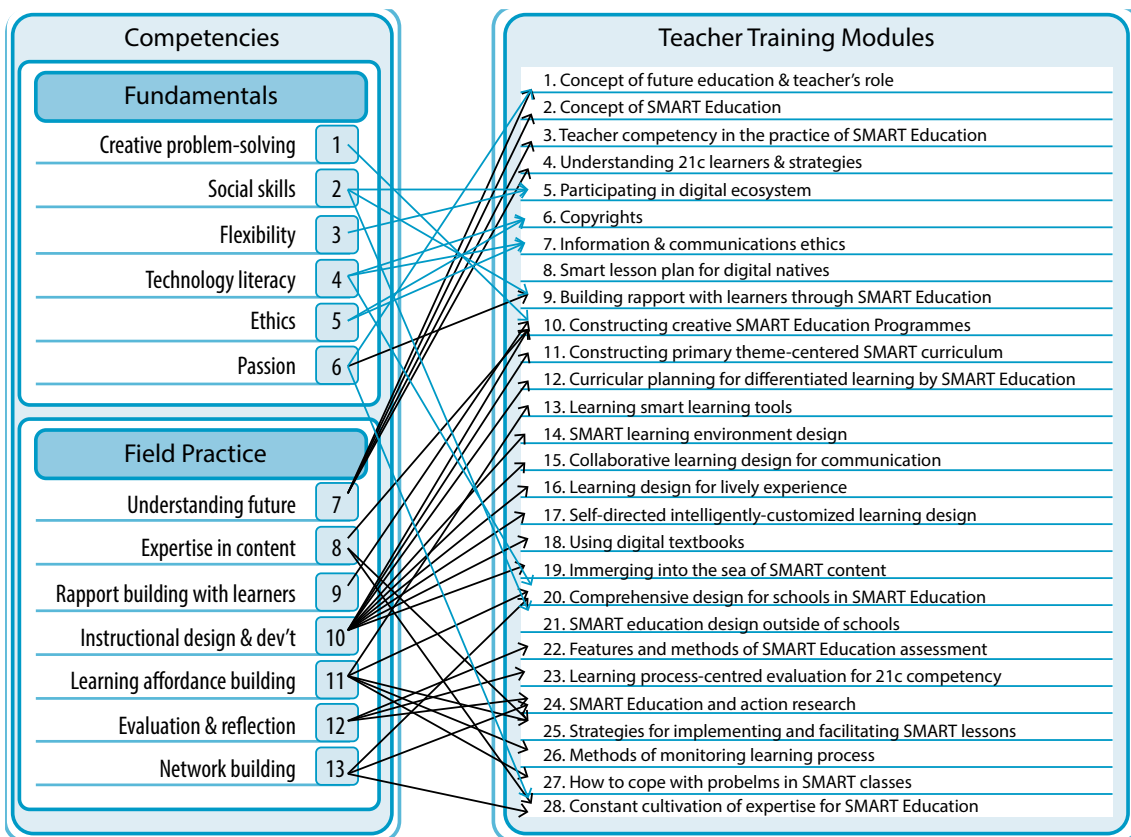 Competencies
Fundamentals
Creative problem-solving 1
Social skills 2
Flexibility 3
Technology literacy 4
Ethics 5
Passion 6
Field Practice
Understanding future 7
Expertise in content 8
Rapport building with learners 9
Instructional design & dev't 10
Learning affordance building 11
Evaluation & reflection 12
Network building 13
Teacher Training Modules
1. Concept of future education & teacher's role
2. Concept of SMART Education
3. Teacher competency in the practice of SMART Education
4. Understanding 21c learners & strategies
5. Participating in digital ecosystem
6. Copyrights
7. Information & communications ethics
8. Smart lesson plan for digital natives
9. Building rapport with learners through SMART Education
10. Constructing creative SMART Education Programmes
11. Constructing primary theme-centered SMART curriculum
12. Curricular planning for differentiated learning by SMART Education
13. Learning smart learning tools
14. SMART learning environment design
15. Collaborative learning design for communication
16. Learning design for lively experience
17. Self-directed intelligently-customized learning design
18. Using digital textbooks
19. Immerging into the sea of SMART content
20. Comprehensive design for schools in SMART Education
21. SMART education design outside of schools
22. Features and methods of SMART Education assessment
23. Learning process-centred evaluation for 21c competency
24. SMART Education and action research
25. Strategies for implementing and facilitating SMART lessons
26. Methods of monitoring learning process
27. How to cope with probelms in SMART classes
28. Constant cultivation of expertise for SMART Education